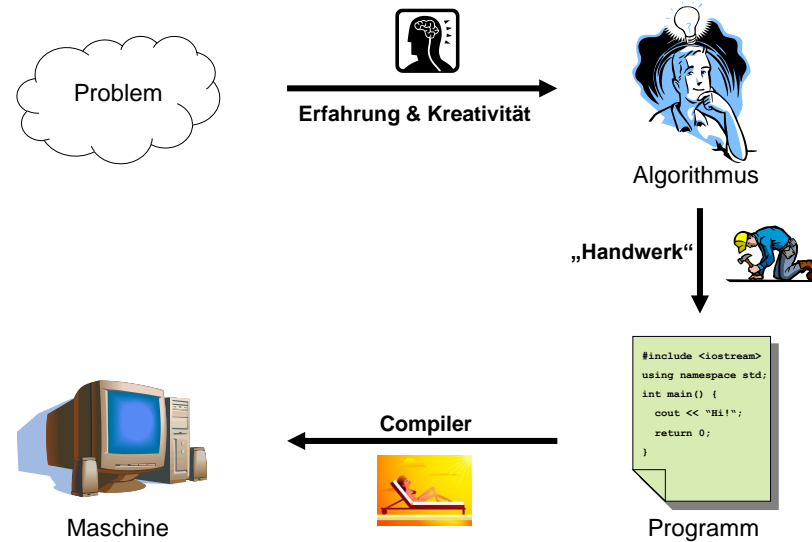 Problem
Erfahrung & Kreativität
Algorithmus
„Handwerk“
#include <iostream>
using namespace std;
int main() {
cout << “Hi!“;
return 0;
}
Compiler
Maschine
Programm